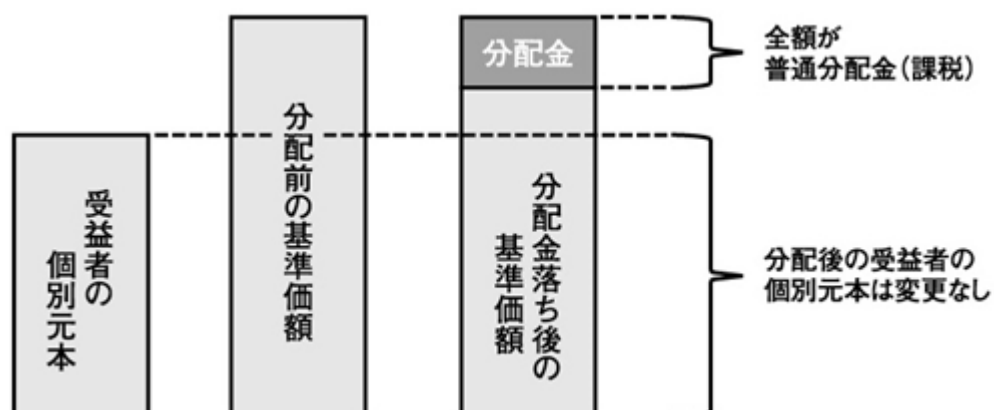 受益者の
個別元本
分配前の基準価額
分配金
分配金落ち後の
基準価額
全額が
普通分配金(課税)
分配後の受益者の
個別元本は変更なし